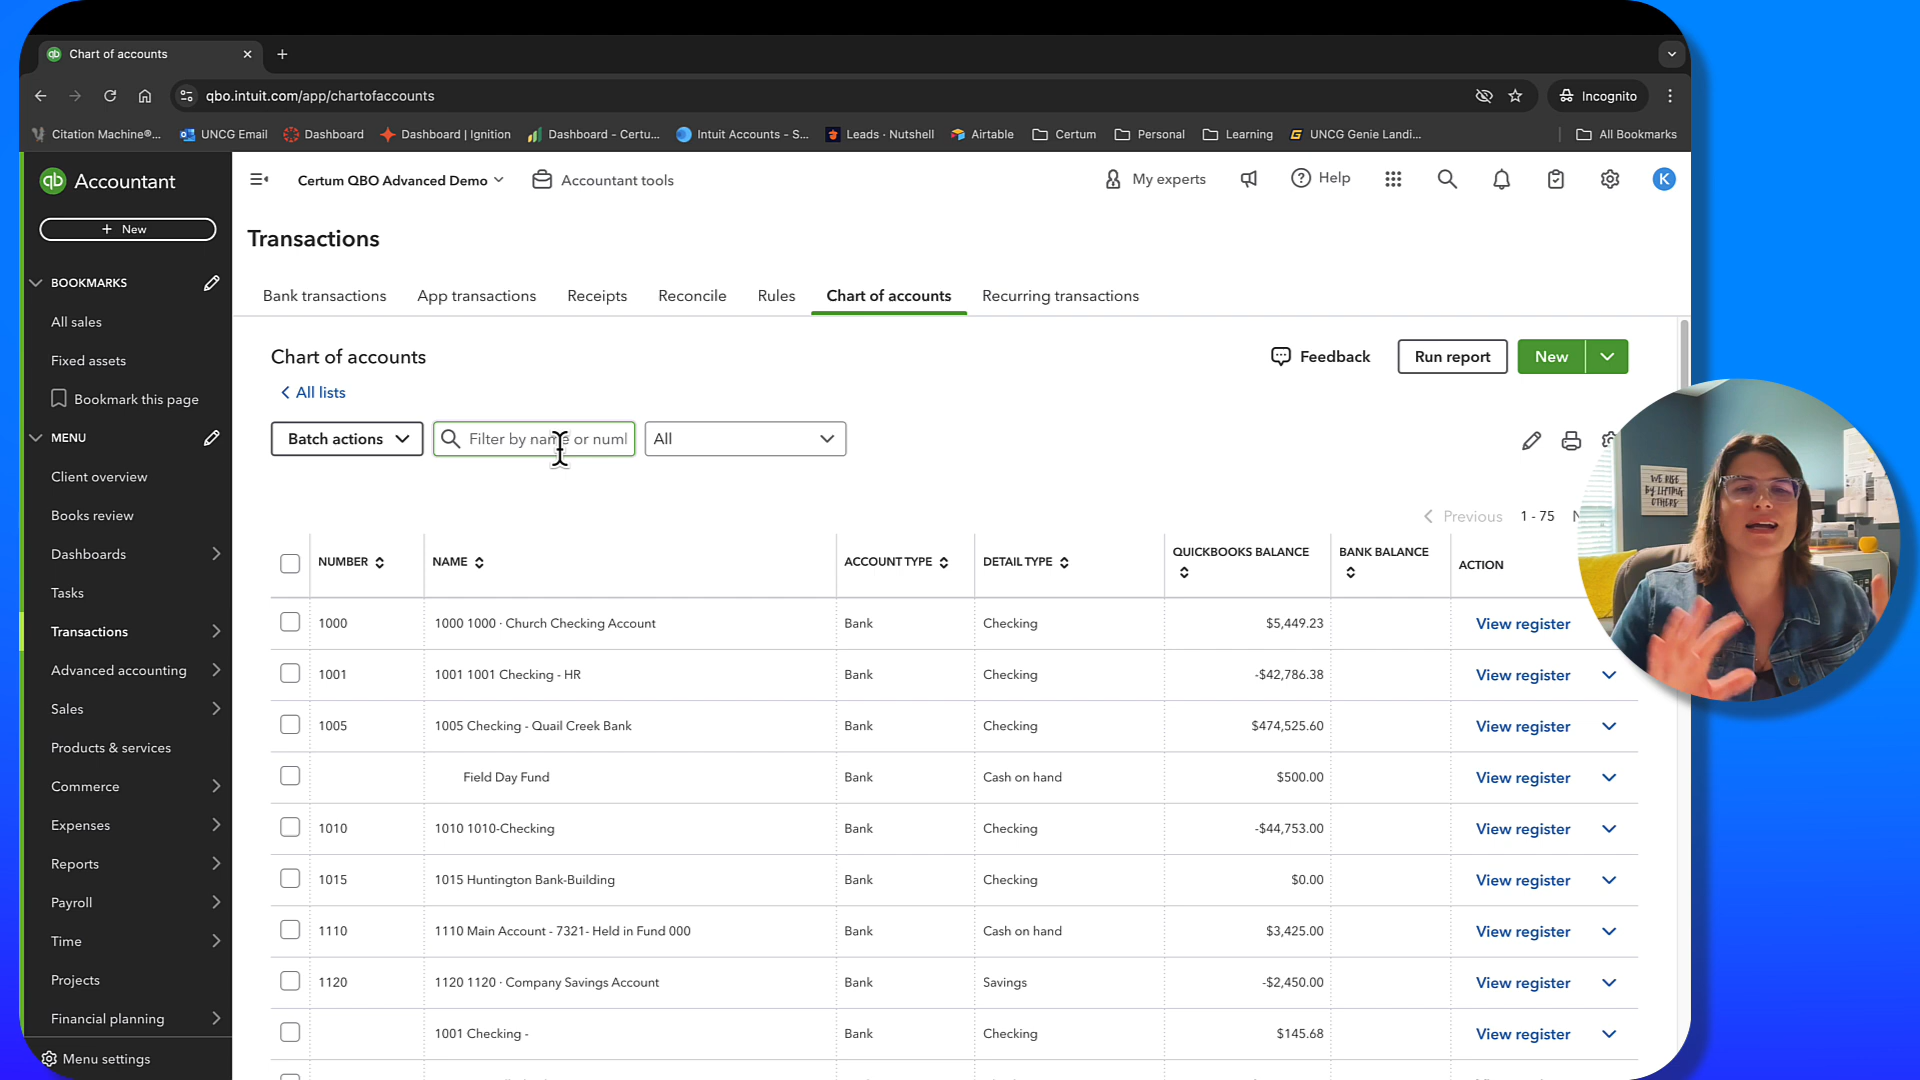 Chart of accounts
qbo.intuit.com/app/chartofaccounts
Incognito
Citation Machine®... UNCG Email Dashboard Dashboard | Ignition Dashboard - Certu... Intuit Accounts - S... Leads · Nutshell Airtable Certum Personal Learning UNCG Genie Landi... All Bookmarks
qb Accountant
Certum QBO Advanced Demo
Accountant tools
My experts
Help
K
+ New
Transactions
BOOKMARKS
All sales
Fixed assets
Bookmark this page
MENU
Client overview
Books review
Dashboards
Tasks
Transactions
Advanced accounting
Sales
Products & services
Commerce
Expenses
Reports
Payroll
Time
Projects
Financial planning
Menu settings
Bank transactions App transactions Receipts Reconcile Rules Chart of accounts Recurring transactions
Chart of accounts
Feedback
Run report
New
All lists
Batch actions
Filter by name or numl
All
Previous 1 - 75
NUMBER NAME ACCOUNT TYPE DETAIL TYPE QUICKBOOKS BALANCE BANK BALANCE ACTION
1000 1000 1000 · Church Checking Account Bank Checking $5,449.23 View register
1001 1001 1001 Checking - HR Bank Checking -$42,786.38 View register
1005 1005 Checking - Quail Creek Bank Bank Checking $474,525.60 View register
Field Day Fund Bank Cash on hand $500.00 View register
1010 1010 1010-Checking Bank Checking -$44,753.00 View register
1015 1015 Huntington Bank-Building Bank Checking $0.00 View register
1110 1110 Main Account - 7321- Held in Fund 000 Bank Cash on hand $3,425.00 View register
1120 1120 1120 · Company Savings Account Bank Savings -$2,450.00 View register
1001 Checking - Bank Checking $145.68 View register
WE RISE
BY LIFTING
OTHERS